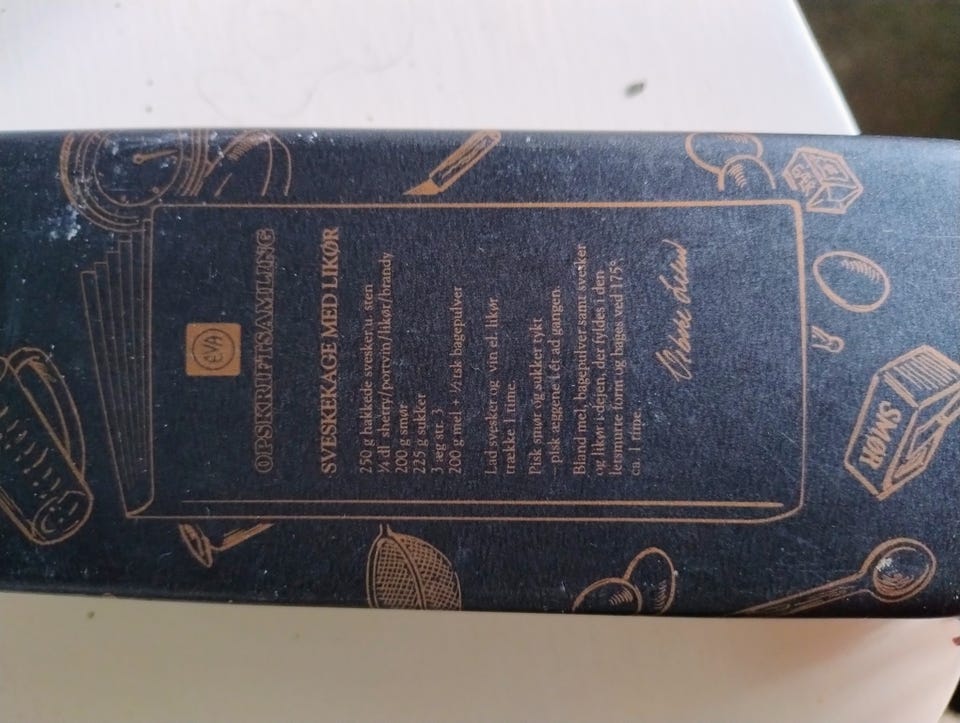 EVA
OPSKRIFTSAMLING
SVESKEKAGE MED LIKØR
250 g hakkede svesker u. sten
¾ dl sherry/portvin/likør/brandy
200 g smør
225 g sukker
3 æg str. 3
200 g mel + ½ tsk bagepulver
Lad svesker og vin el. likør
trække 1 time.
Pisk smør og sukker tykt
– pisk æggene i ét ad gangen.
Bland mel, bagepulver samt svesker
og likør i dejen, der fyldes i den
lersmurte form og bages ved 175°
ca. 1 time.
SMØR
GÆR